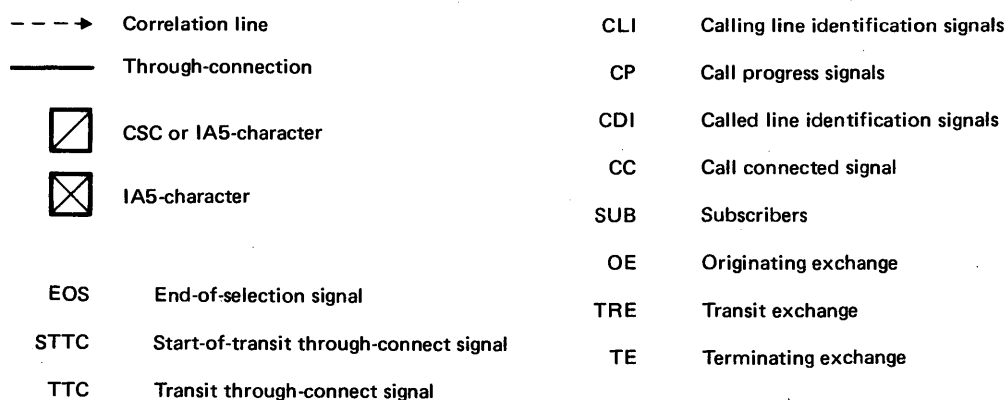 Correlation line
Through-connection
CSC or IA5-character
IA5-character
EOS End-of-selection signal
STTC Start-of-transit through-connect signal
TTC Transit through-connect signal
CLI Calling line identification signals
CP Call progress signals
CDI Called line identification signals
CC Call connected signal
SUB Subscribers
OE Originating exchange
TRE Transit exchange
TE Terminating exchange